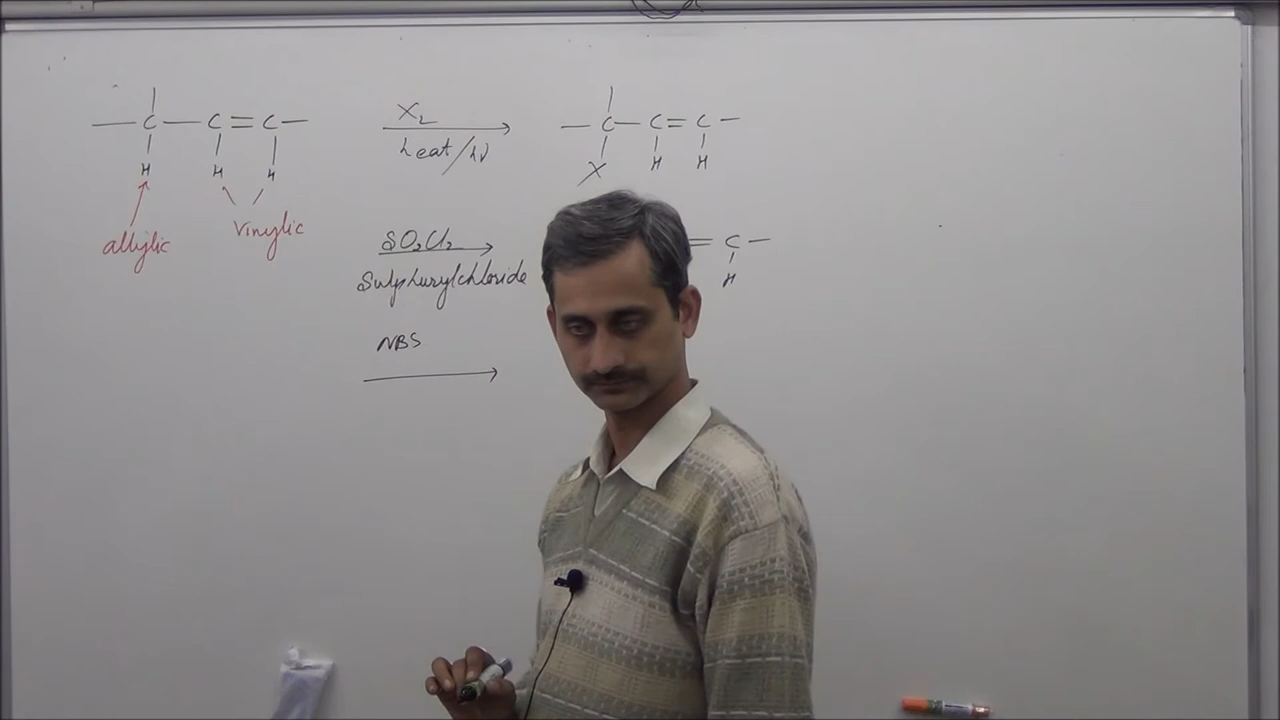 — C — C = C — X₂ — C — C = C —
heat/hν
H H H X H H
allylic vinylic
SO₂Cl₂ = C —
Sulphurylchloride H
NBS